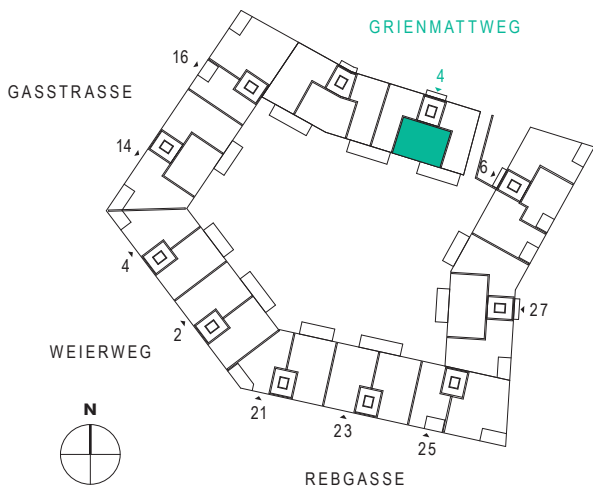 GRIENMATTWEG
16
4
GASSTRASSE
14
6
4
27
2
WEIERWEG
21
23
25
N
REBGASSE